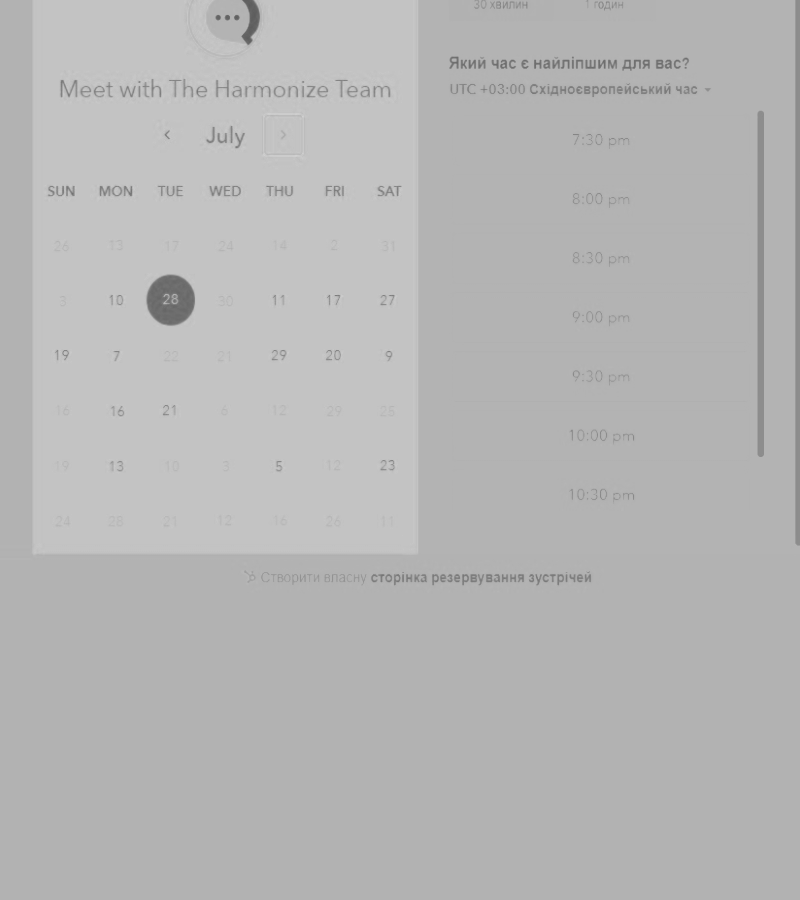 30 хвилин 1 годин
Meet with The Harmonize Team
July
SUN MON TUE WED THU FRI SAT
26 13 17 24 14 2 31
3 10 28 30 11 17 27
19 7 22 21 29 20 9
16 16 21 6 12 29 25
19 13 10 3 5 12 23
24 28 21 12 16 26 11
Який час є найліпшим для вас?
UTC +03:00 Східноєвропейський час
7:30 pm
8:00 pm
8:30 pm
9:00 pm
9:30 pm
10:00 pm
10:30 pm
Створити власну сторінка резервування зустрічей